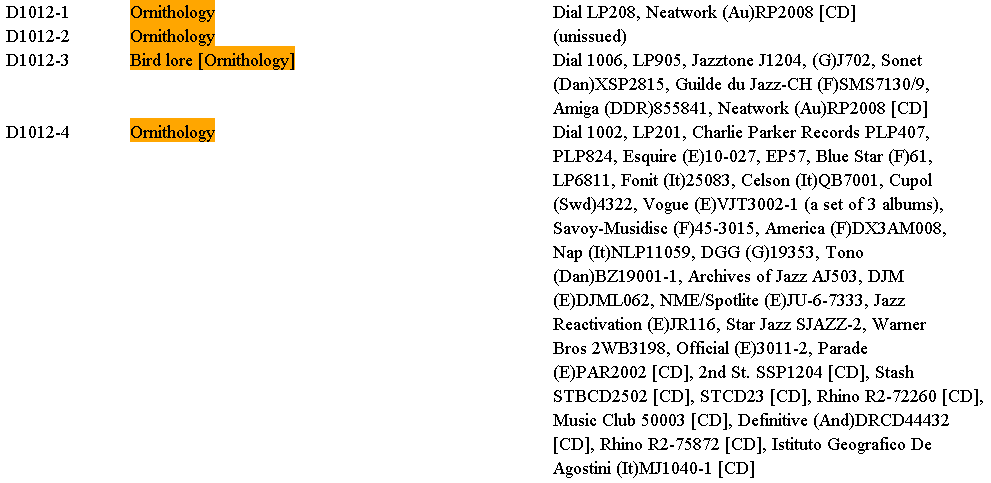 D1012-1 Ornithology Dial LP208, Neatwork (Au)RP2008 [CD]
D1012-2 Ornithology (unissued)
D1012-3 Bird lore [Ornithology] Dial 1006, LP905, Jazztone J1204, (G)J702, Sonet
(Dan)XSP2815, Guilde du Jazz-CH (F)SMS7130/9,
Amiga (DDR)855841, Neatwork (Au)RP2008 [CD]
D1012-4 Ornithology Dial 1002, LP201, Charlie Parker Records PLP407,
PLP824, Esquire (E)10-027, EP57, Blue Star (F)61,
LP6811, Fonit (It)25083, Celson (It)QB7001, Cupol
(Swd)4322, Vogue (E)VJT3002-1 (a set of 3 albums),
Savoy-Musidisc (F)45-3015, America (F)DX3AM008,
Nap (It)NLP11059, DGG (G)19353, Tono
(Dan)BZ19001-1, Archives of Jazz AJ503, DJM
(E)DJML062, NME/Spotlite (E)JU-6-7333, Jazz
Reactivation (E)JR116, Star Jazz SJAZZ-2, Warner
Bros 2WB3198, Official (E)3011-2, Parade
(E)PAR2002 [CD], 2nd St. SSP1204 [CD], Stash
STBCD2502 [CD], STCD23 [CD], Rhino R2-72260 [CD],
Music Club 50003 [CD], Definitive (And)DRCD44432
[CD], Rhino R2-75872 [CD], Istituto Geografico De
Agostini (It)MJ1040-1 [CD]